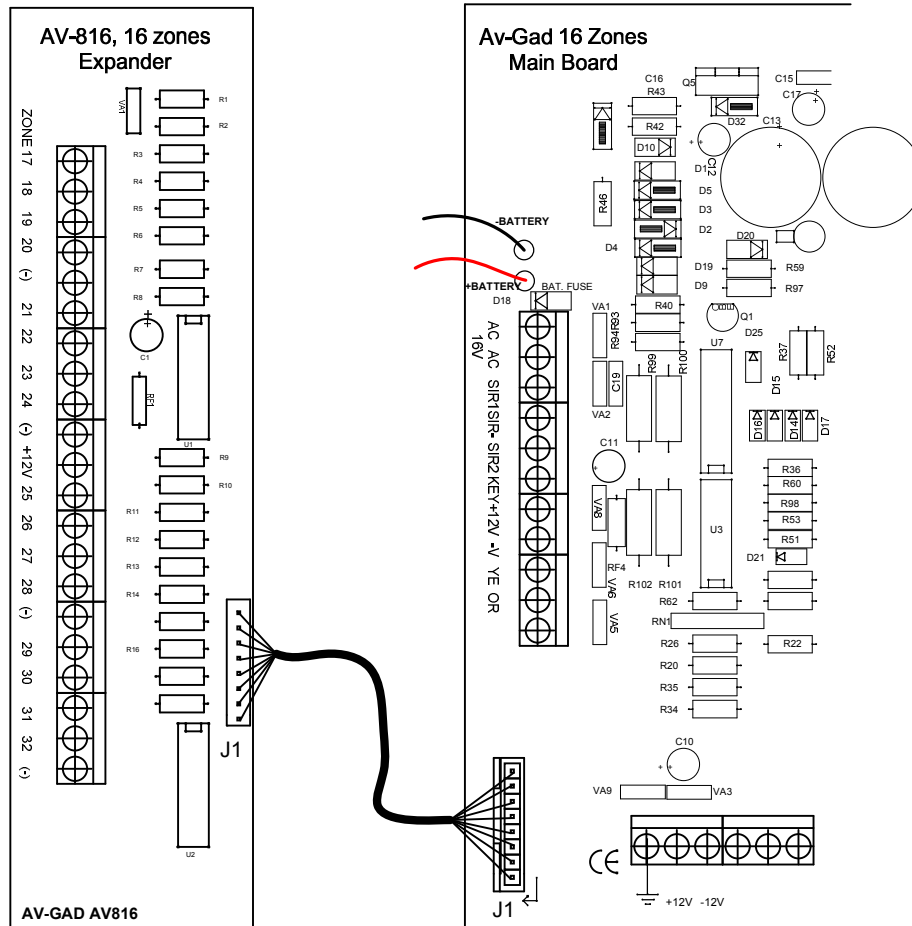 AV-816, 16 zones
Expander
VA1
R1
R2
R3
R4
R5
R6
R7
R8
C1
RF1
U1
R9
R10
R11
R12
R13
R14
R16
U2
ZONE 17
18
19
20
(-)
21
22
23
24
(-)
+12V
25
26
27
28
(-)
29
30
31
32
(-)
J1
AV-GAD AV816
Av-Gad 16 Zones
Main Board
C16
R43
Q5
C15
C17
R42
D32
C13
D10
C12
D1
D5
R46
D3
D2
D4
-BATTERY
D20
+BATTERY
D19
R59
BAT. FUSE
D9
R97
D18
VA1
R40
Q1
R93
R94
D25
AC AC SIR1 SIR- SIR2 KEY +12V -V YE OR
16V
U7
R37
R52
R99
R100
C19
D15
VA2
D16
D14
D17
C11
R36
R60
VA8
R98
U3
R53
R51
RF4
D21
VA6
R102
R101
R62
VA5
RN1
R26
R22
R20
R35
R34
C10
VA9
VA3
CE
+12V -12V
J1